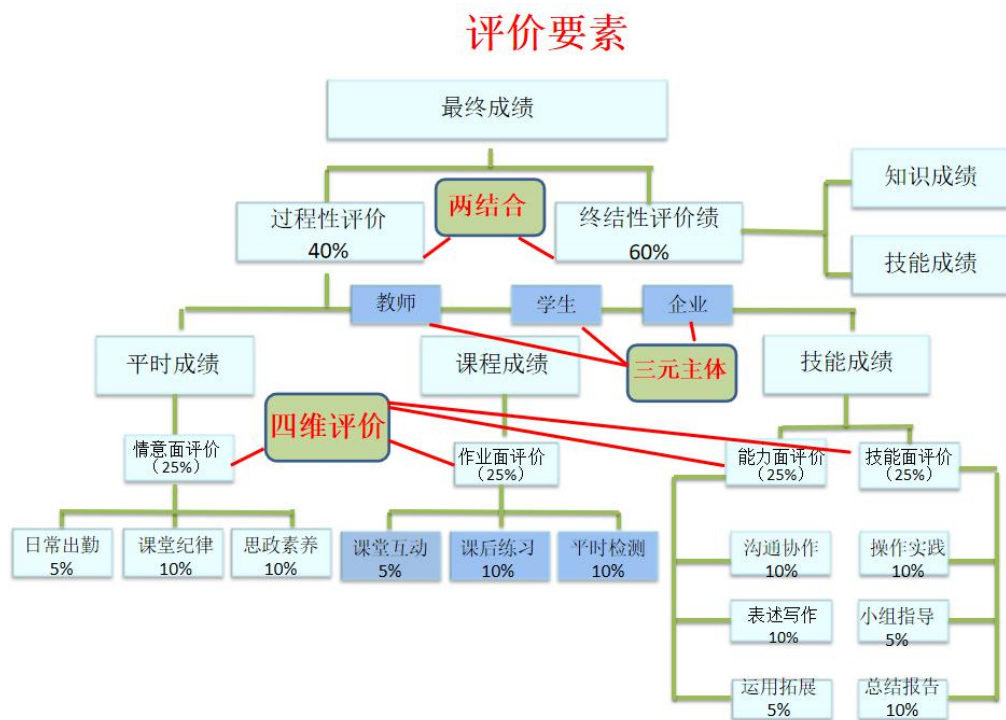 评价要素
最终成绩
知识成绩
两结合
过程性评价
40%
终结性评价绩
60%
技能成绩
教师
学生
企业
平时成绩
课程成绩
三元主体
技能成绩
四维评价
情意面评价
（25%）
作业面评价
（25%）
能力面评价
（25%）
技能面评价
（25%）
日常出勤
5%
课堂纪律
10%
思政素养
10%
课堂互动
5%
课后练习
10%
平时检测
10%
沟通协作
10%
操作实践
10%
表述写作
10%
小组指导
5%
运用拓展
5%
总结报告
10%